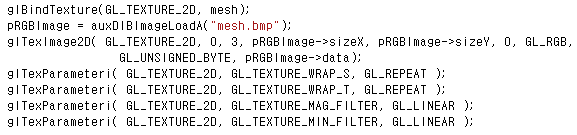 glBindTexture(GL_TEXTURE_2D, mesh);
pRGBImage = auxDIBImageLoadA("mesh.bmp");
glTexImage2D( GL_TEXTURE_2D, 0, 3, pRGBImage->sizeX, pRGBImage->sizeY, 0, GL_RGB,
GL_UNSIGNED_BYTE, pRGBImage->data);
glTexParameteri( GL_TEXTURE_2D, GL_TEXTURE_WRAP_S, GL_REPEAT );
glTexParameteri( GL_TEXTURE_2D, GL_TEXTURE_WRAP_T, GL_REPEAT );
glTexParameteri( GL_TEXTURE_2D, GL_TEXTURE_MAG_FILTER, GL_LINEAR );
glTexParameteri( GL_TEXTURE_2D, GL_TEXTURE_MIN_FILTER, GL_LINEAR );